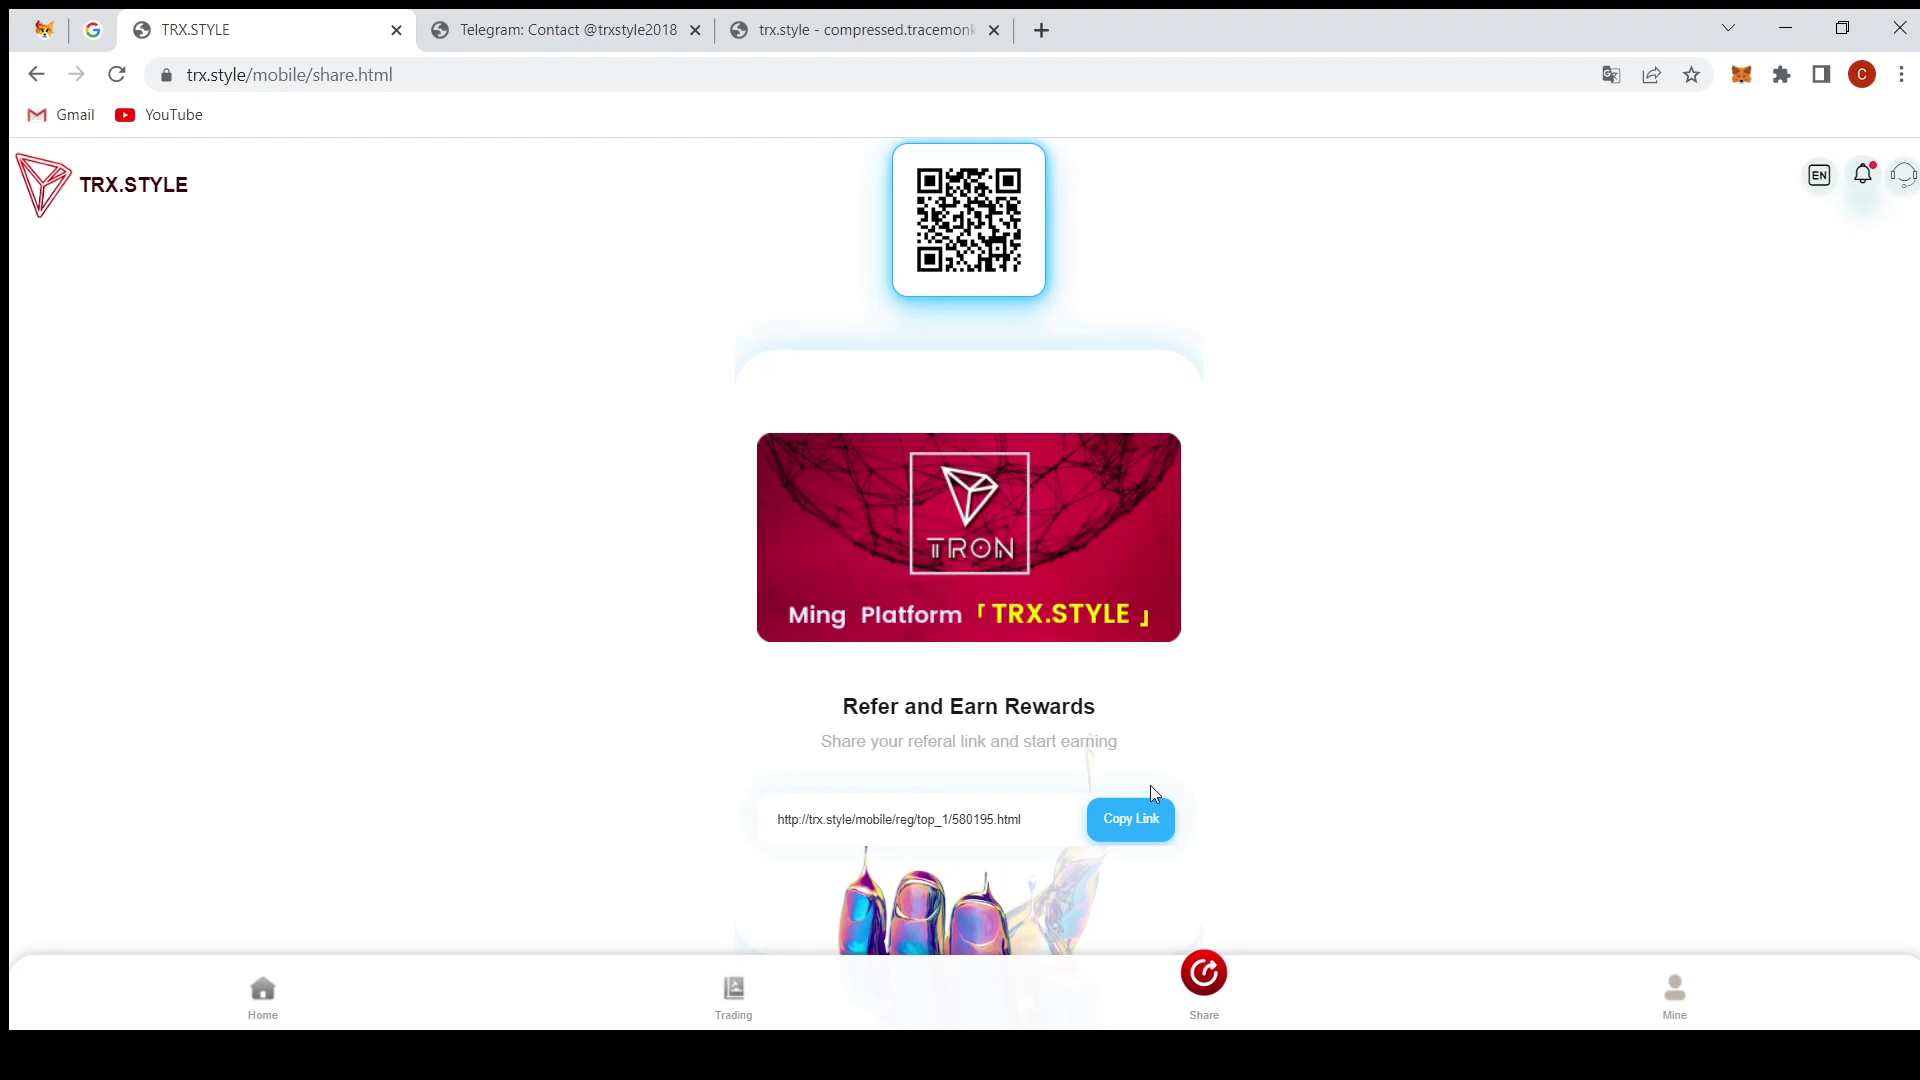 TRX.STYLE
Telegram: Contact @trxstyle2018
trx.style - compressed.tracemonk
trx.style/mobile/share.html
C
Gmail
YouTube
TRX.STYLE
EN
TRON
Ming Platform「TRX.STYLE」
Refer and Earn Rewards
Share your referal link and start earning
http://trx.style/mobile/reg/top_1/580195.html
Copy Link
Home
Trading
Share
Mine